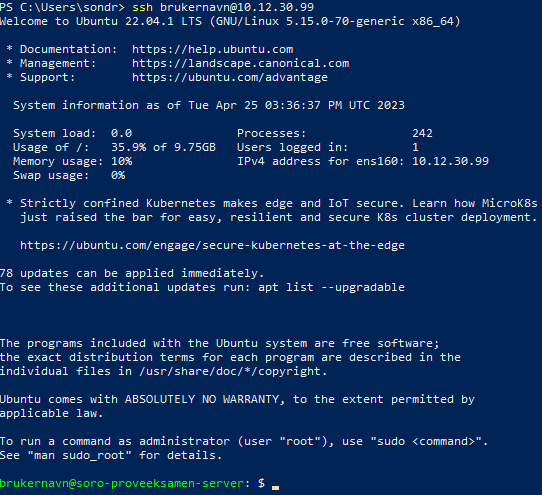 PS C:\Users\sondr> ssh brukernavn@10.12.30.99
Welcome to Ubuntu 22.04.1 LTS (GNU/Linux 5.15.0-70-generic x86_64)
* Documentation:  https://help.ubuntu.com
* Management:     https://landscape.canonical.com
* Support:        https://ubuntu.com/advantage
System information as of Tue Apr 25 03:36:37 PM UTC 2023
System load:  0.0                Processes:              242
Usage of /:   35.9% of 9.75GB   Users logged in:        1
Memory usage: 10%                IPv4 address for ens160: 10.12.30.99
Swap usage:   0%
* Strictly confined Kubernetes makes edge and IoT secure. Learn how MicroK8s
just raised the bar for easy, resilient and secure K8s cluster deployment.
https://ubuntu.com/engage/secure-kubernetes-at-the-edge
78 updates can be applied immediately.
To see these additional updates run: apt list --upgradable
The programs included with the Ubuntu system are free software;
the exact distribution terms for each program are described in the
individual files in /usr/share/doc/*/copyright.
Ubuntu comes with ABSOLUTELY NO WARRANTY, to the extent permitted by
applicable law.
To run a command as administrator (user "root"), use "sudo <command>".
See "man sudo_root" for details.
brukernavn@soro-proveeksamen-server: $